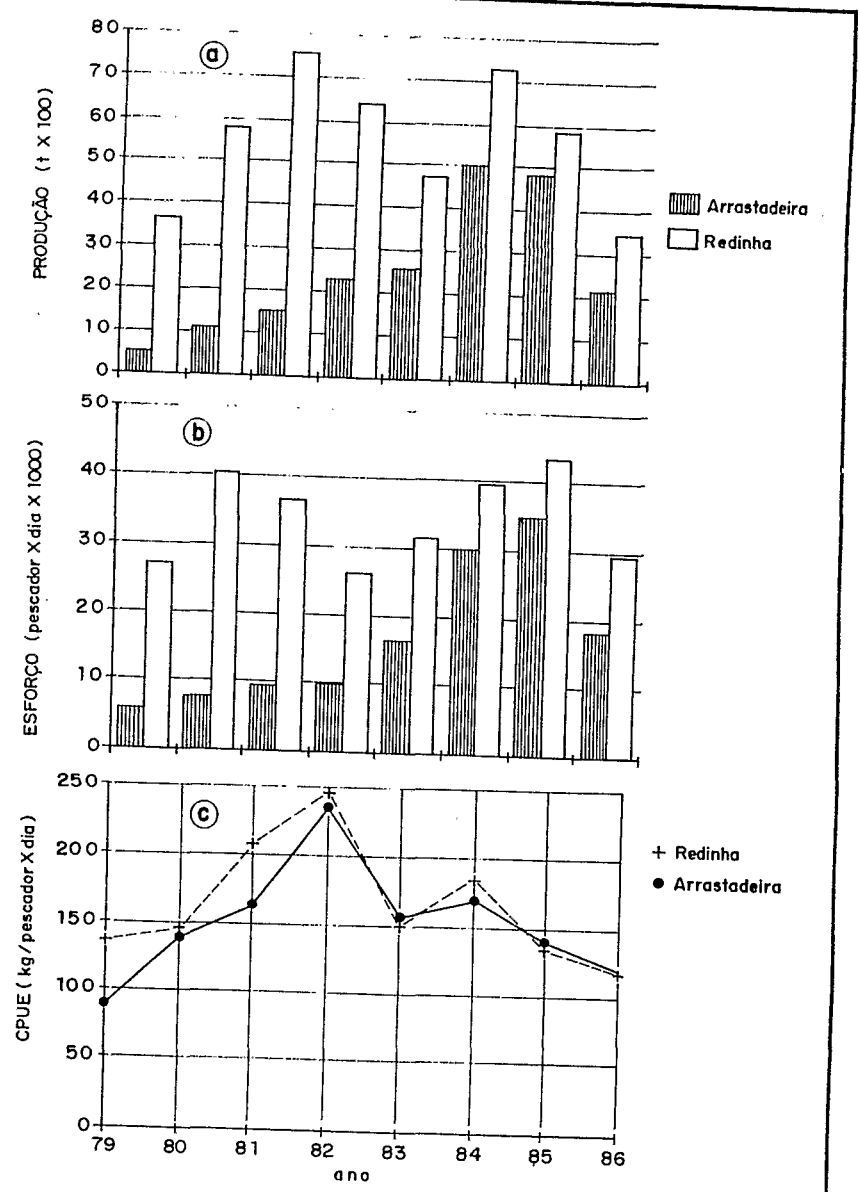 80
70
60
50
40
30
20
10
0
PRODUÇÃO (t X 100)
a
Arrastadeira
Redinha
50
40
30
20
10
0
ESFORÇO (pescador X dia X 1000)
b
250
200
150
100
50
0
CPUE ( kg/pescador X dia)
c
Redinha
Arrastadeira
79 80 81 82 83 84 85 86
ano